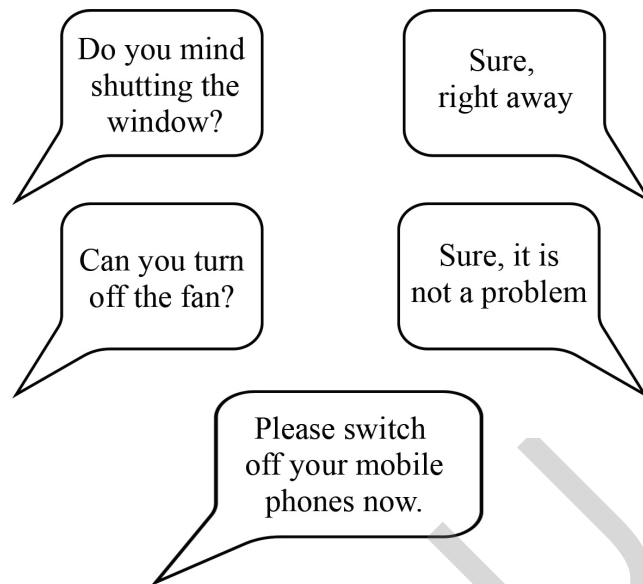 Do you mind
shutting the
window?
Sure,
right away
Can you turn
off the fan?
Sure, it is
not a problem
Please switch
off your mobile
phones now.